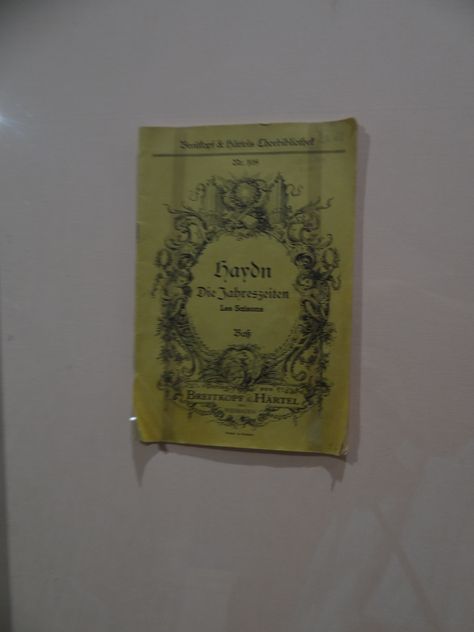 Breitkopf & Härtels Chorbibliothek
Haydn
Die Jahreszeiten
Les Saisons
Baß
BREITKOPF & HÄRTEL